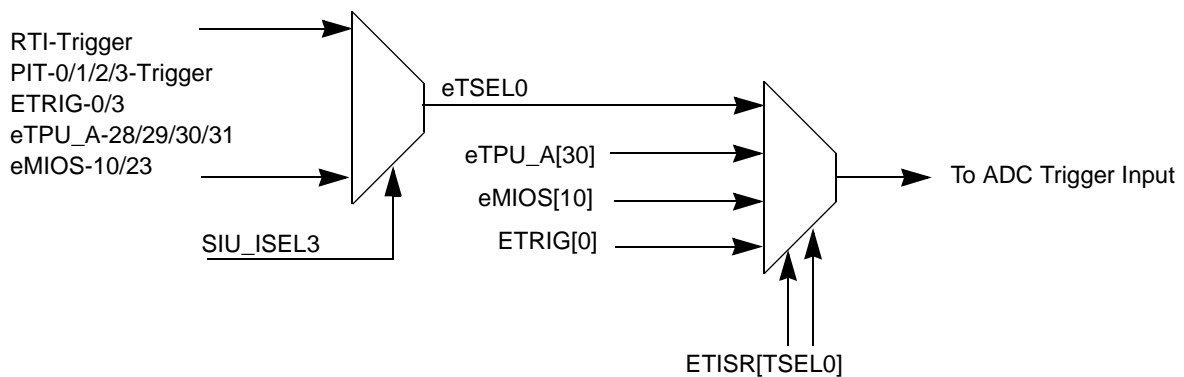 RTI-Trigger
PIT-0/1/2/3-Trigger
ETRIG-0/3
eTPU_A-28/29/30/31
eMIOS-10/23
SIU_ISEL3
eTSEL0
eTPU_A[30]
eMIOS[10]
ETRIG[0]
To ADC Trigger Input
ETISR[TSEL0]